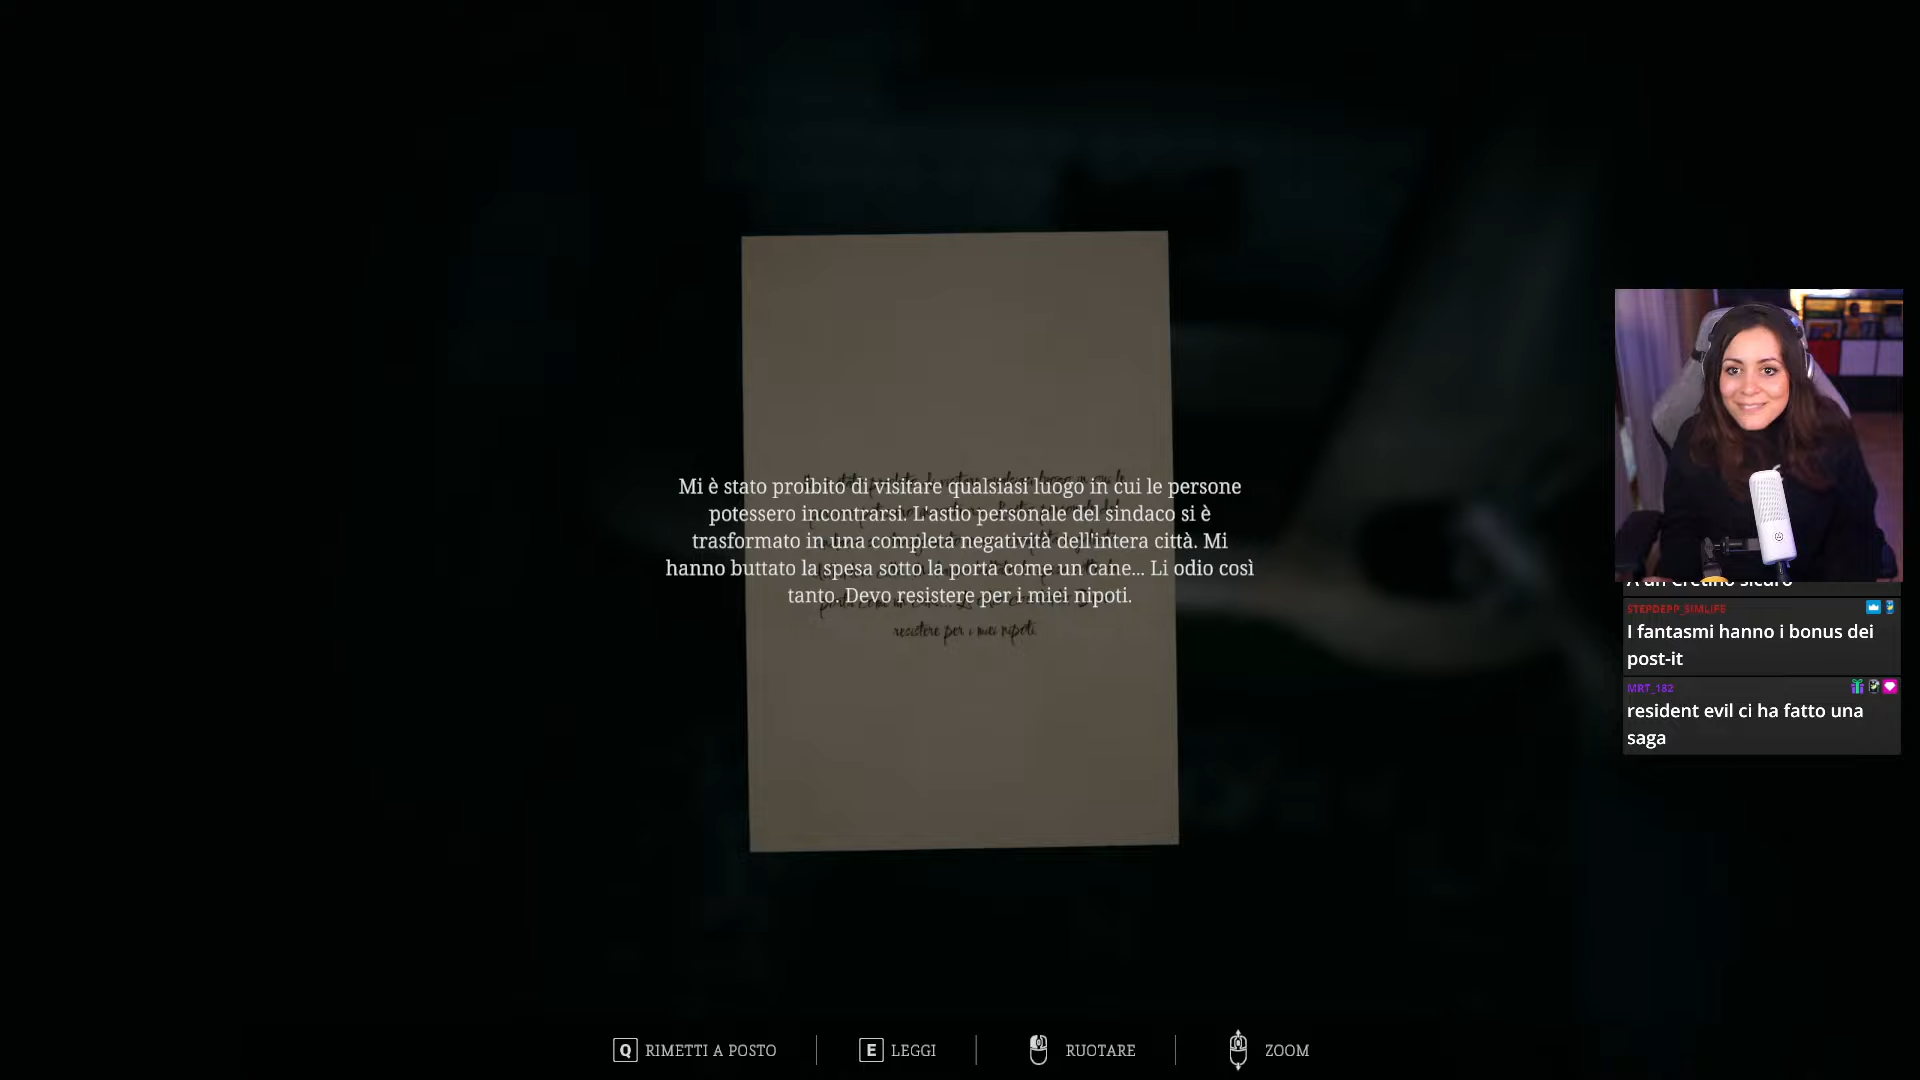 Mi è stato proibito di visitare qualsiasi luogo in cui le persone
potessero incontrarsi. L'astio personale del sindaco si è
trasformato in una completa negatività dell'intera città. Mi
hanno buttato la spesa sotto la porta come un cane... Li odio così
tanto. Devo resistere per i miei nipoti.
resistere per i miei nipoti.
A un cretino sicuro
STEPDEPP_SIMLIFE
I fantasmi hanno i bonus dei
post-it
MRT_182
resident evil ci ha fatto una
saga
Q RIMETTI A POSTO
E LEGGI
RUOTARE
ZOOM